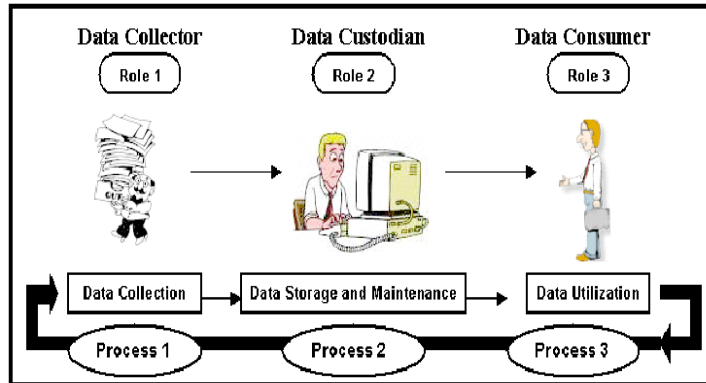 Data Collector Data Custodian Data Consumer
Role 1 Role 2 Role 3
Data Collection Data Storage and Maintenance Data Utilization
Process 1 Process 2 Process 3